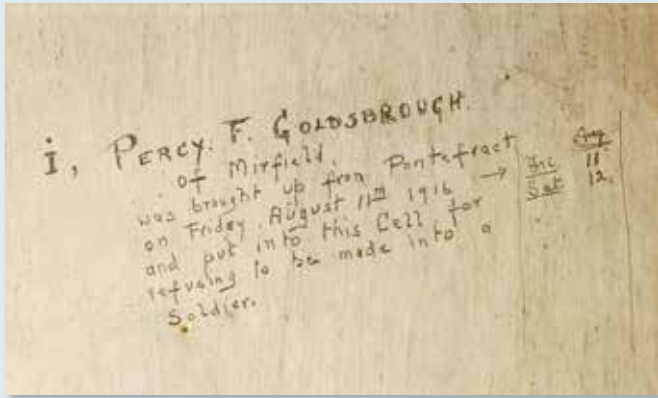 i, PERCY. F. GOLDSBROUGH.
of Mirfield.
was brought up from Pontefract
on Friday, August 11th 1916 →
and put into this Cell for
refusing to be made into a
Soldier.
Aug
Fri. 11.
Sat 12.